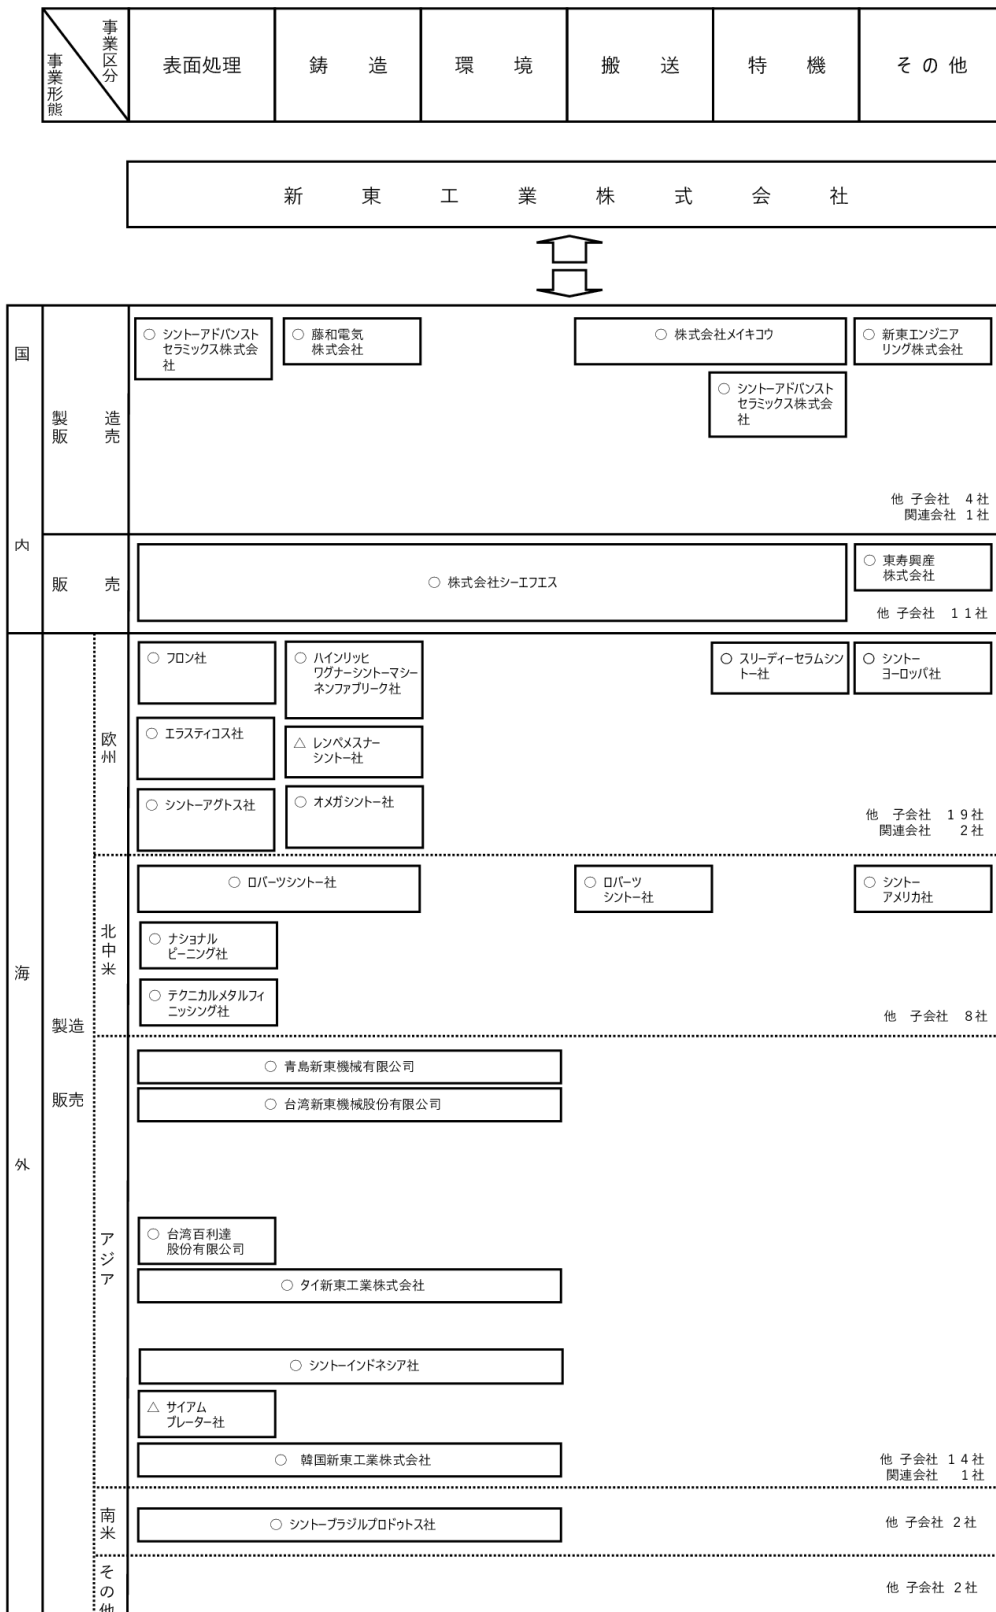 事業区分
事業形態
表面処理
鋳　造
環　境
搬　送
特　機
その他
新東工業株式会社
国内
製造
販売
○ シントーアドバンスト
セラミックス株式会
社
○ 藤和電気
株式会社
○ 株式会社メイキコウ
○ 新東エンジニア
リング株式会社
○ シントーアドバンスト
セラミックス株式会
社
他 子会社 4社
関連会社 1社
販　売
○ 株式会社シーエフエス
○ 東寿興産
株式会社
他 子会社 11社
海外
製造
販売
欧州
○ フロン社
○ ハインリッヒ
ワグナーシントーマシー
ネンファブリーク社
○ スリーディーセラムシン
トー社
○ シントー
ヨーロッパ社
○ エラスティコス社
△ レンペメスナー
シントー社
○ シントーアグトス社
○ オメガシントー社
他 子会社 19社
関連会社 2社
北中米
○ ロバーツシントー社
○ ロバーツ
シントー社
○ シントー
アメリカ社
○ ナショナル
ピーニング社
○ テクニカルメタルフィ
ニッシング社
他 子会社 8社
アジア
○ 青島新東機械有限公司
○ 台湾新東機械股份有限公司
○ 台湾百利達
股份有限公司
○ タイ新東工業株式会社
○ シントーインドネシア社
△ サイアム
ブレーター社
○ 韓国新東工業株式会社
他 子会社 14社
関連会社 1社
南米
○ シントーブラジルプロドゥトス社
他 子会社 2社
その他
他 子会社 2社